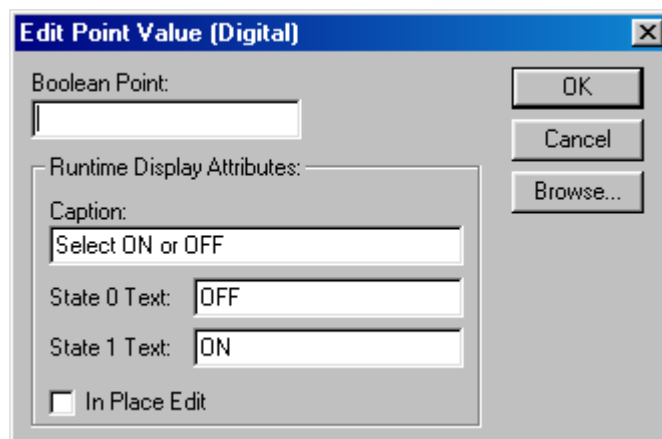 Edit Point Value (Digital)
Boolean Point:
OK
Cancel
Browse...
Runtime Display Attributes:
Caption:
Select ON or OFF
State 0 Text: OFF
State 1 Text: ON
In Place Edit